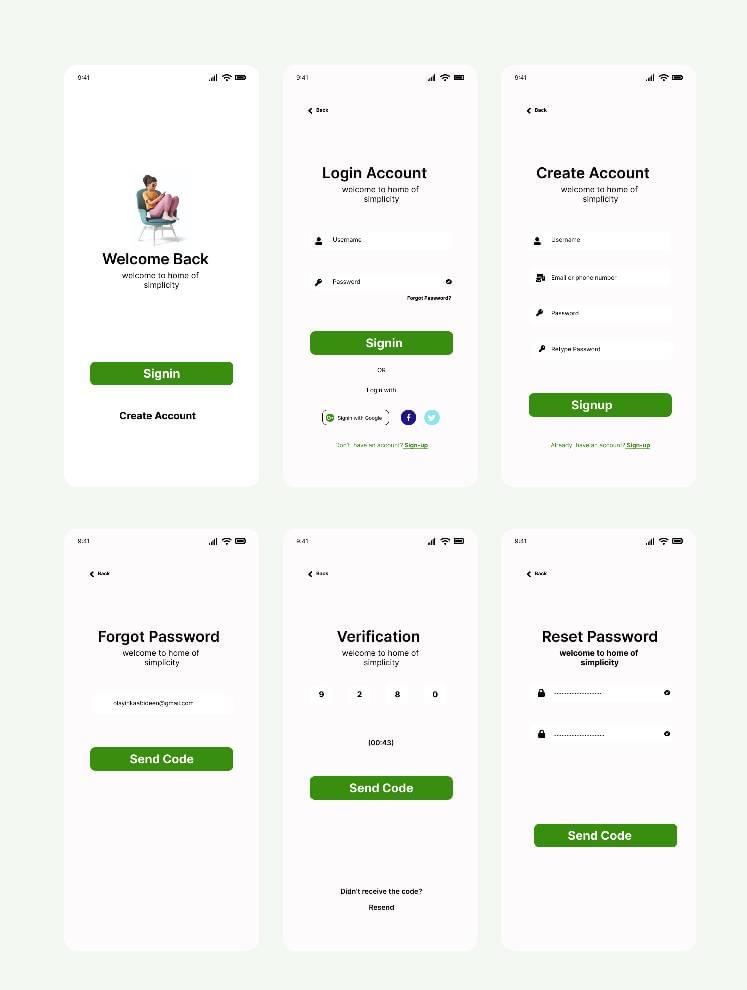 9:41
Welcome Back
welcome to home of
simplicity
Signin
Create Account
9:41
Back
Login Account
welcome to home of
simplicity
Username
Password
Forgot Password?
Signin
OR
Login with
G+ Signin with Google f
Don't have an account? Sign-up
9:41
Back
Create Account
welcome to home of
simplicity
Username
Email or phone number
Password
Retype Password
Signup
Already have an account? Sign-up
9:41
Back
Forgot Password
welcome to home of
simplicity
olayinkaabideen@gmail.com
Send Code
9:41
Back
Verification
welcome to home of
simplicity
9 2 8 0
(00:43)
Send Code
Didn't receive the code?
Resend
9:41
Back
Reset Password
welcome to home of
simplicity
Send Code